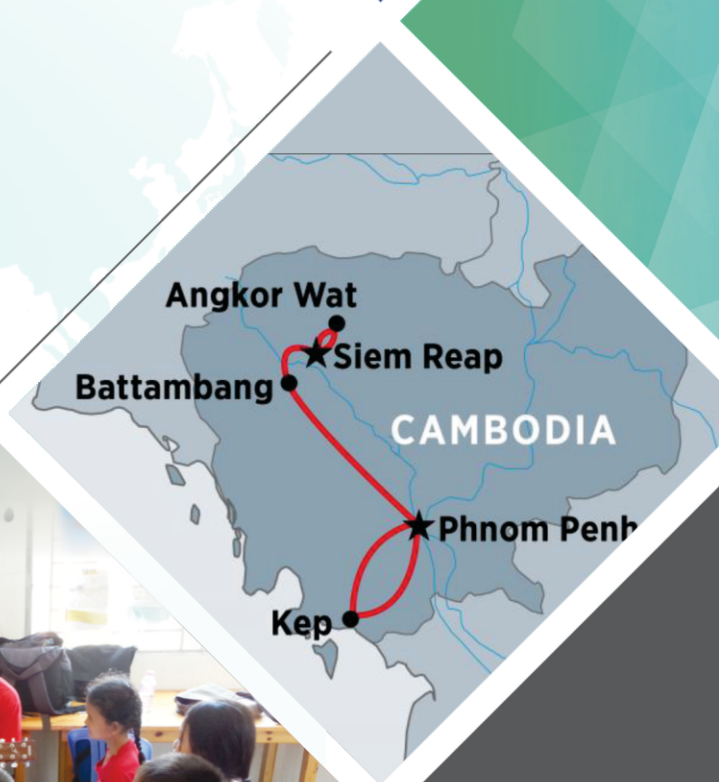 Angkor Wat
Siem Reap
Battambang
CAMBODIA
Phnom Penh
Kep